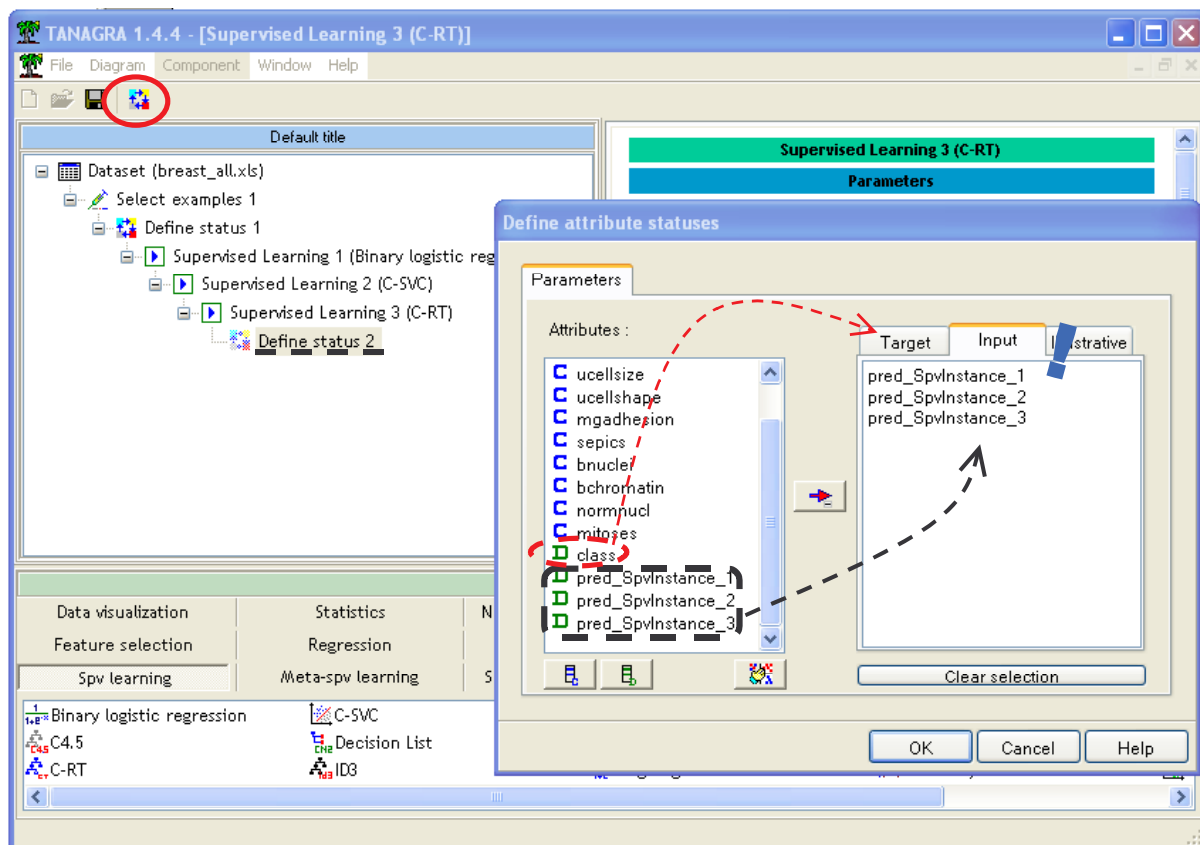 TANAGRA 1.4.4 - [Supervised Learning 3 (C-RT)]
File Diagram Component Window Help
Default title
Dataset (breast_all.xls)
Select examples 1
Define status 1
Supervised Learning 1 (Binary logistic reg
Supervised Learning 2 (C-SVC)
Supervised Learning 3 (C-RT)
Define status 2
Supervised Learning 3 (C-RT)
Parameters
Define attribute statuses
Parameters
Attributes :
ucellsize
ucellshape
mgadhesion
sepics
bnuclei
bchromatin
normnucl
mitoses
class
pred_SpvInstance_1
pred_SpvInstance_2
pred_SpvInstance_3
Target Input Illustrative
pred_SpvInstance_1
pred_SpvInstance_2
pred_SpvInstance_3
Clear selection
OK Cancel Help
Data visualization Statistics N
Feature selection Regression
Spv learning Meta-spv learning S
Binary logistic regression C-SVC
C4.5 Decision List
C-RT ID3